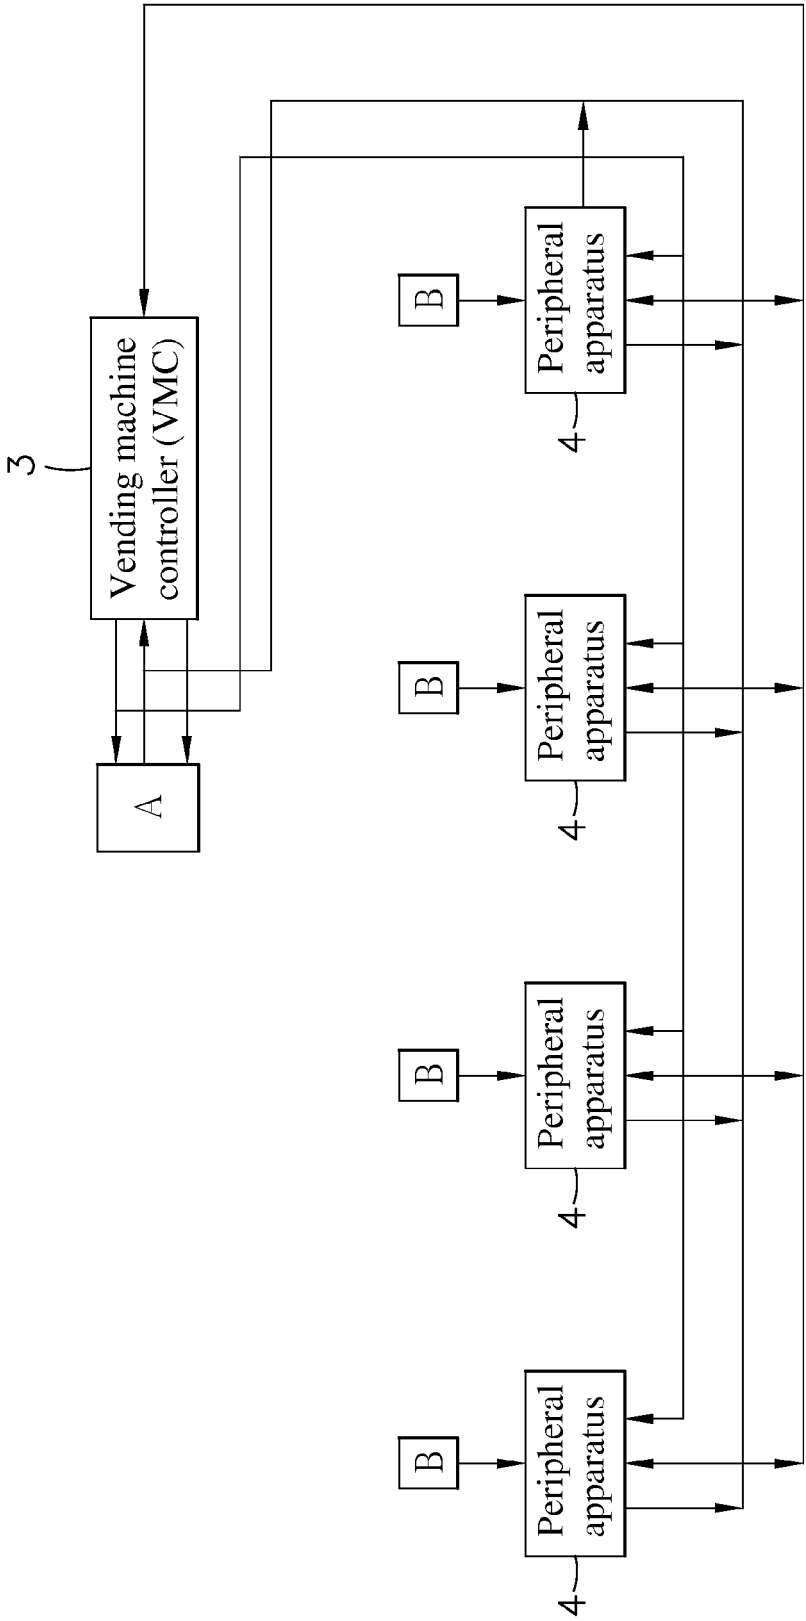 3
Vending machine
controller (VMC)
A
B
Peripheral
apparatus
4
B
Peripheral
apparatus
4
B
Peripheral
apparatus
4
B
Peripheral
apparatus
4